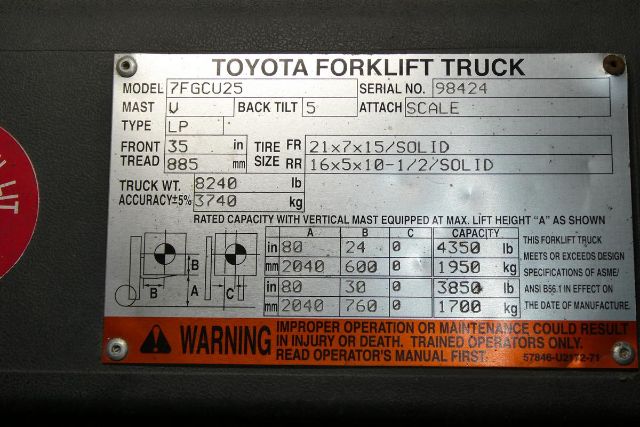 TOYOTA FORKLIFT TRUCK
MODEL 7FGCU25 SERIAL NO. 98424
MAST V BACK TILT 5 ATTACH SCALE
TYPE LP
FRONT TREAD 35 in TIRE SIZE FR 21x7x15/SOLID
885 mm RR 16x5x10-1/2/SOLID
TRUCK WT. 8240 lb
ACCURACY±5% 3740 kg
RATED CAPACITY WITH VERTICAL MAST EQUIPPED AT MAX. LIFT HEIGHT "A" AS SHOWN
A B C CAPACITY
in 80 24 0 4350 lb
mm 2040 600 0 1950 kg
in 80 30 0 3850 lb
mm 2040 760 0 1700 kg
B A B C
THIS FORKLIFT TRUCK
MEETS OR EXCEEDS DESIGN
SPECIFICATIONS OF ASME/
ANSI B56.1 IN EFFECT ON
THE DATE OF MANUFACTURE.
WARNING
IMPROPER OPERATION OR MAINTENANCE COULD RESULT
IN INJURY OR DEATH. TRAINED OPERATORS ONLY.
READ OPERATOR'S MANUAL FIRST. 57846-U2172-71